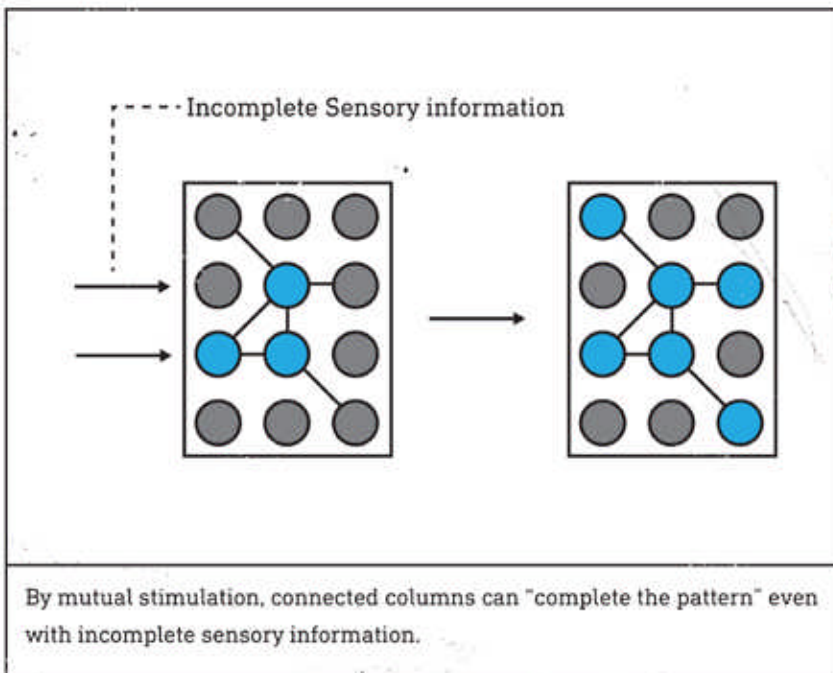 Incomplete Sensory information
By mutual stimulation, connected columns can "complete the pattern" even
with incomplete sensory information.